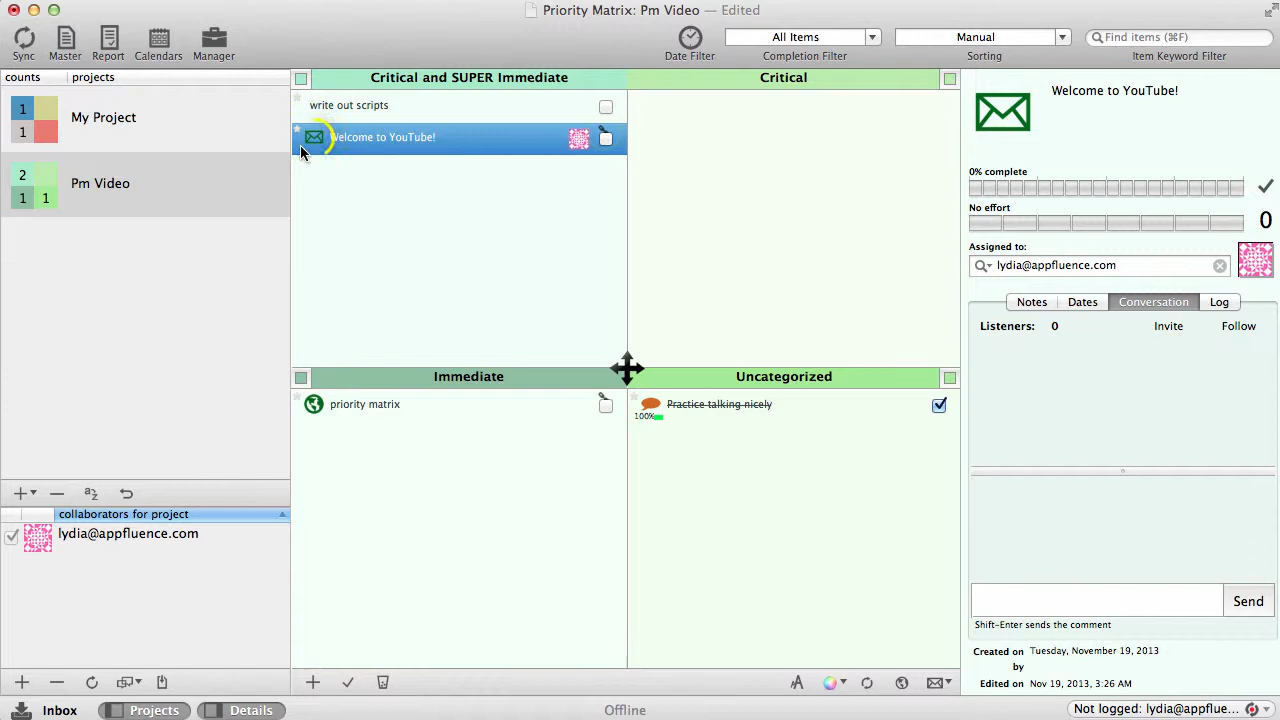 Priority Matrix: Pm Video — Edited
Sync Master Report Calendars Manager
Date Filter
All Items
Completion Filter
Manual
Sorting
Find items (⌘F)
Item Keyword Filter
counts projects
1
1
My Project
2
1 1
Pm Video
collaborators for project
lydia@appfluence.com
Critical and SUPER Immediate
write out scripts
Welcome to YouTube!
Critical
Immediate
priority matrix
Uncategorized
100%
Practice talking nicely
Welcome to YouTube!
0% complete
No effort
0
Assigned to:
lydia@appfluence.com
Notes Dates Conversation Log
Listeners: 0 Invite Follow
Send
Shift-Enter sends the comment
Created on Tuesday, November 19, 2013
by
Edited on Nov 19, 2013, 3:26 AM
Inbox Projects Details
Offline
Not logged: lydia@appflue...